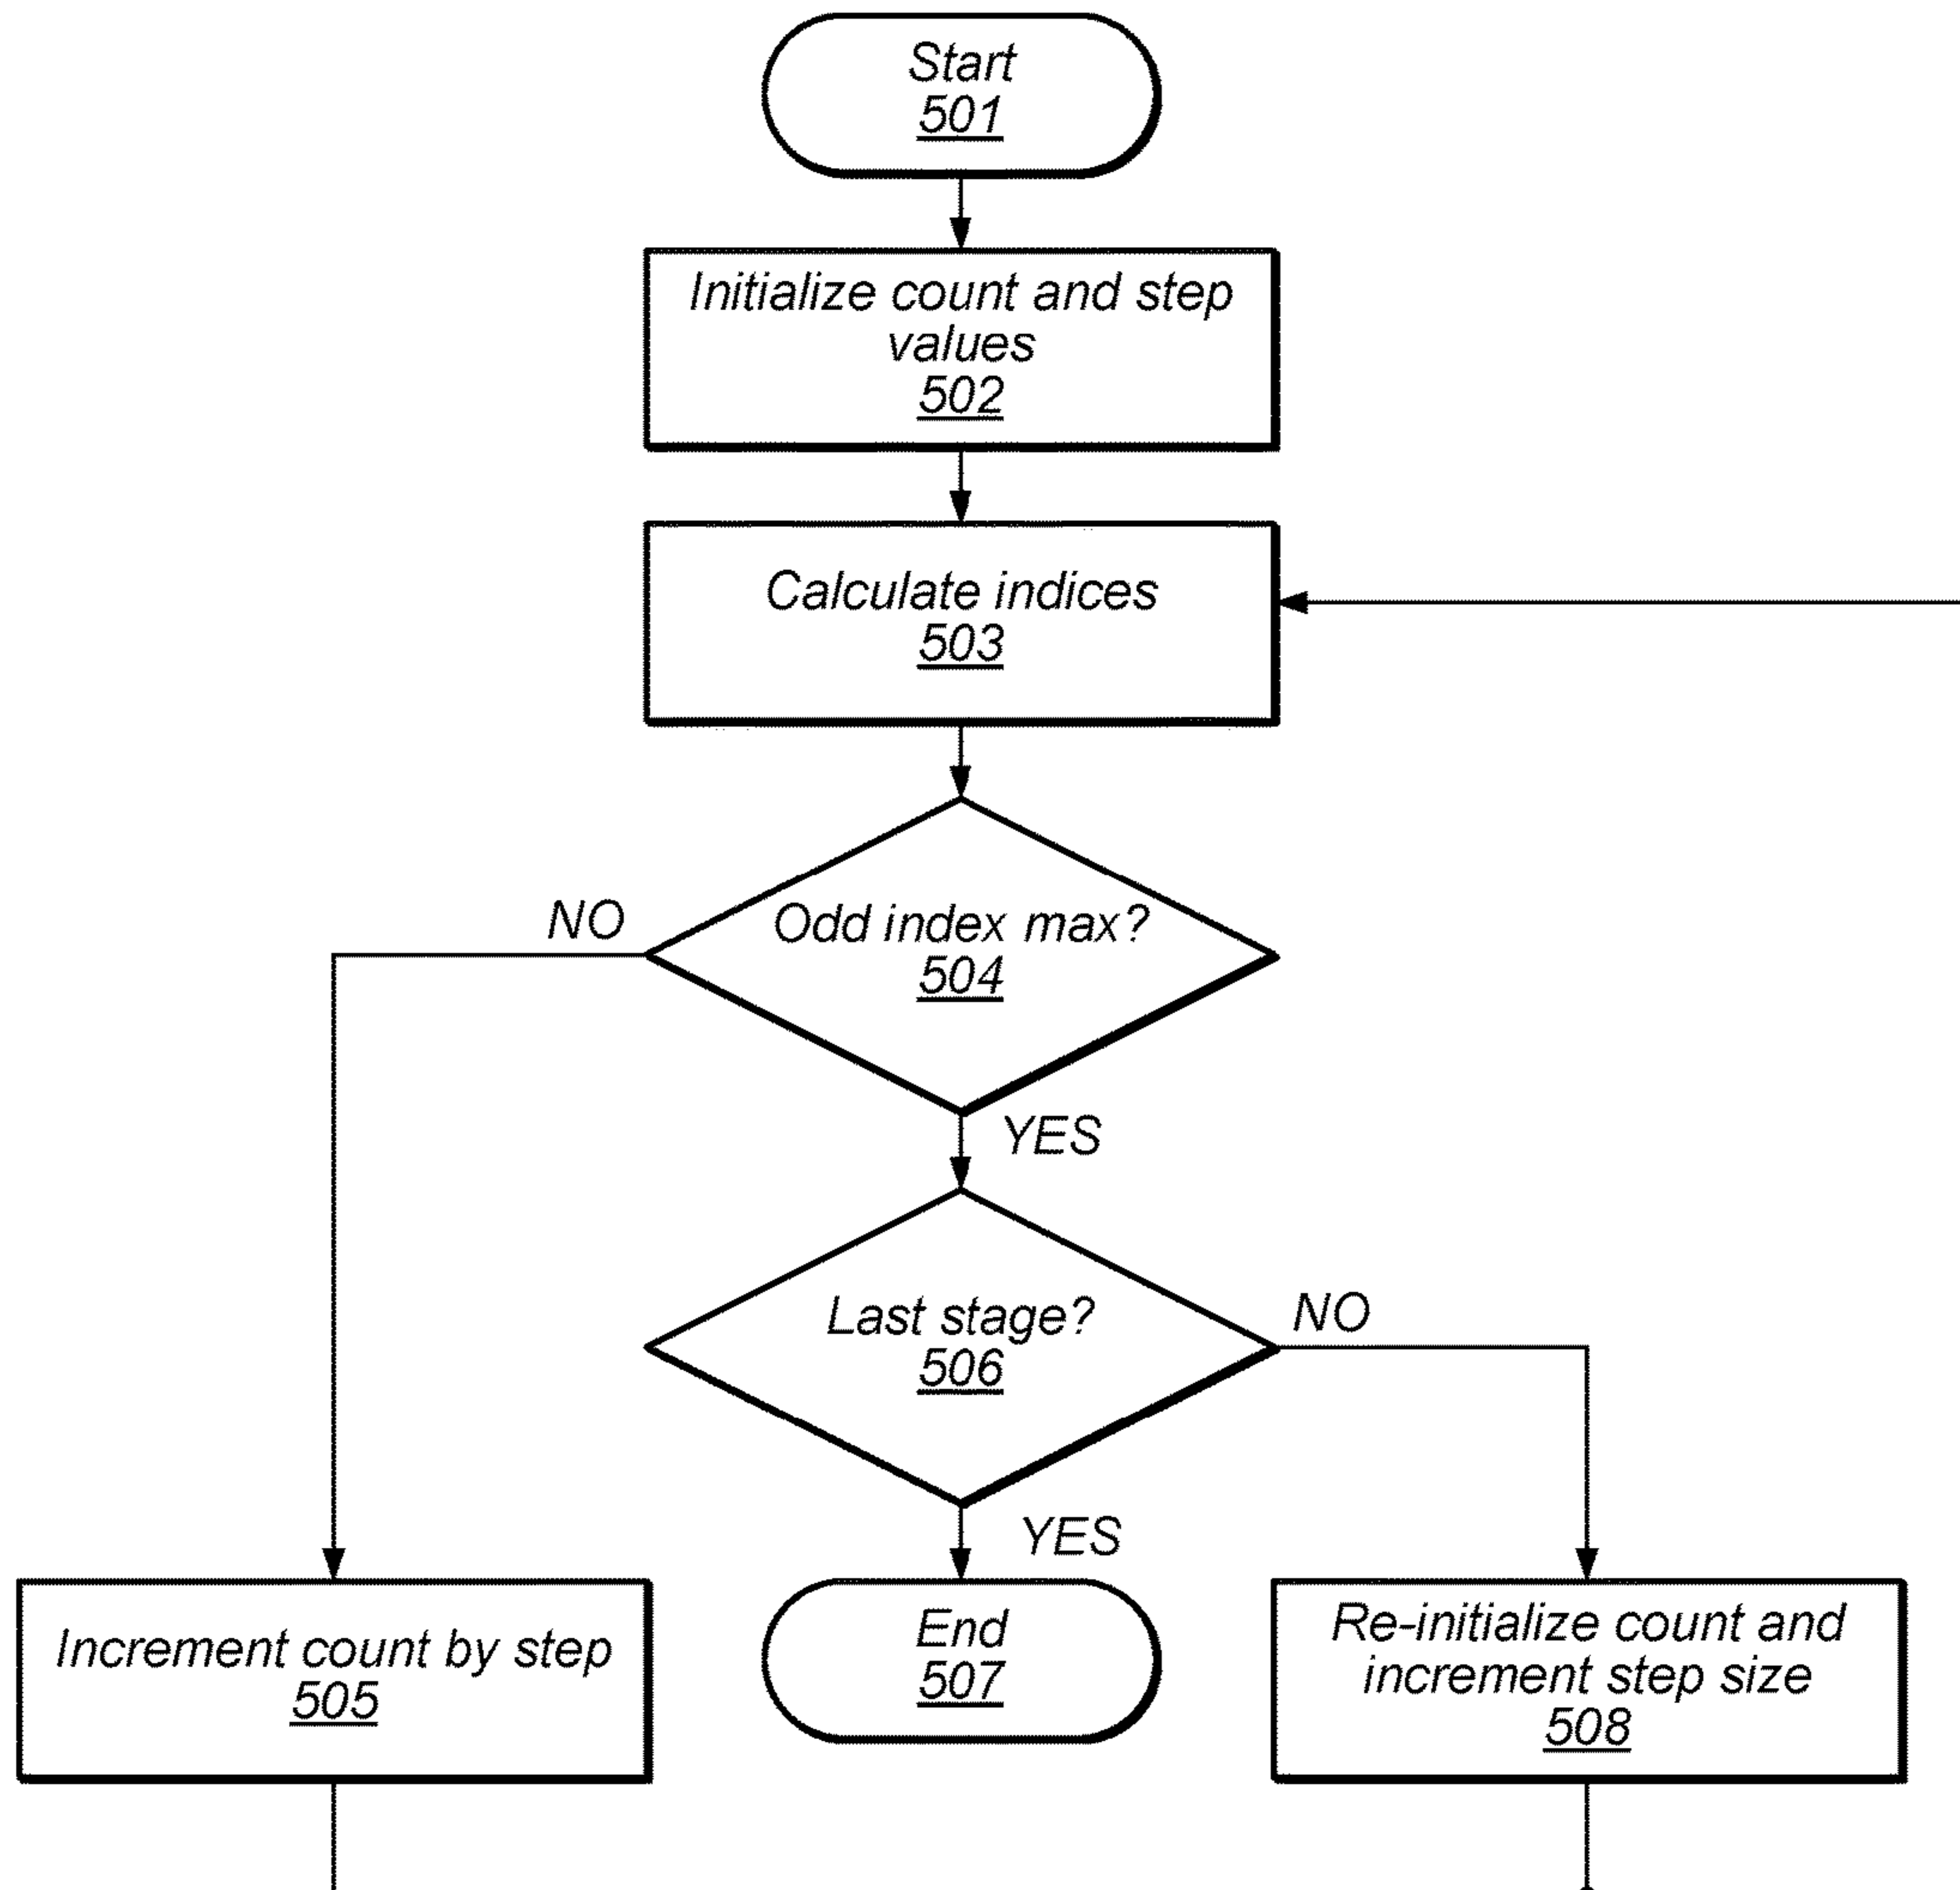 Start
501
Initialize count and step
values
502
Calculate indices
503
NO
Odd index max?
504
YES
Last stage?
506
NO
YES
Increment count by step
505
End
507
Re-initialize count and
increment step size
508